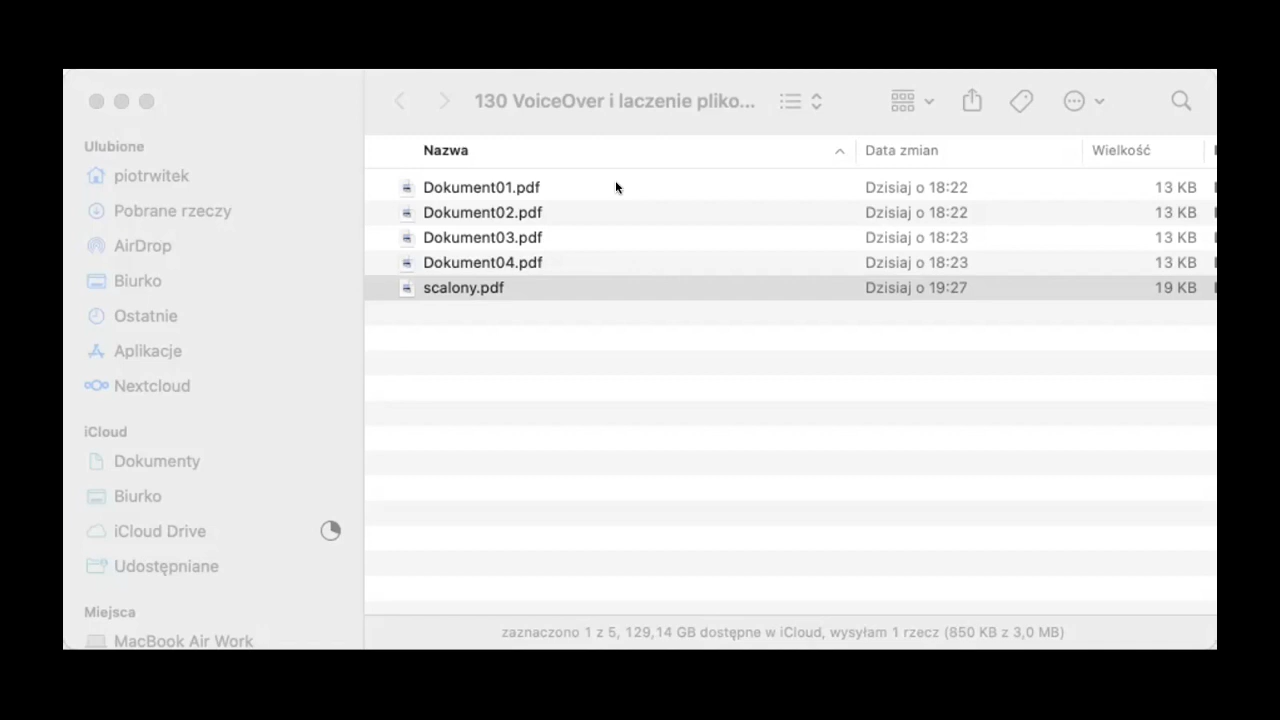 130 VoiceOver i laczenie pliko...
Ulubione
piotrwitek
Pobrane rzeczy
AirDrop
Biurko
Ostatnie
Aplikacje
Nextcloud
iCloud
Dokumenty
Biurko
iCloud Drive
Udostępniane
Miejsca
MacBook Air Work
Nazwa Data zmian Wielkość
Dokument01.pdf Dzisiaj o 18:22 13 KB
Dokument02.pdf Dzisiaj o 18:22 13 KB
Dokument03.pdf Dzisiaj o 18:23 13 KB
Dokument04.pdf Dzisiaj o 18:23 13 KB
scalony.pdf Dzisiaj o 19:27 19 KB
zaznaczono 1 z 5, 129,14 GB dostępne w iCloud, wysyłam 1 rzecz (850 KB z 3,0 MB)